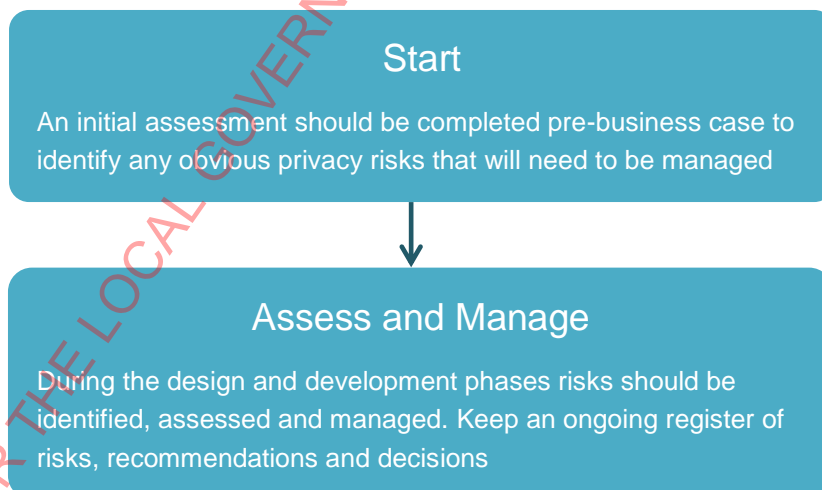 Start
An initial assessment should be completed pre-business case to
identify any obvious privacy risks that will need to be managed
Assess and Manage
During the design and development phases risks should be
identified, assessed and managed. Keep an ongoing register of
risks, recommendations and decisions
THE LOCAL